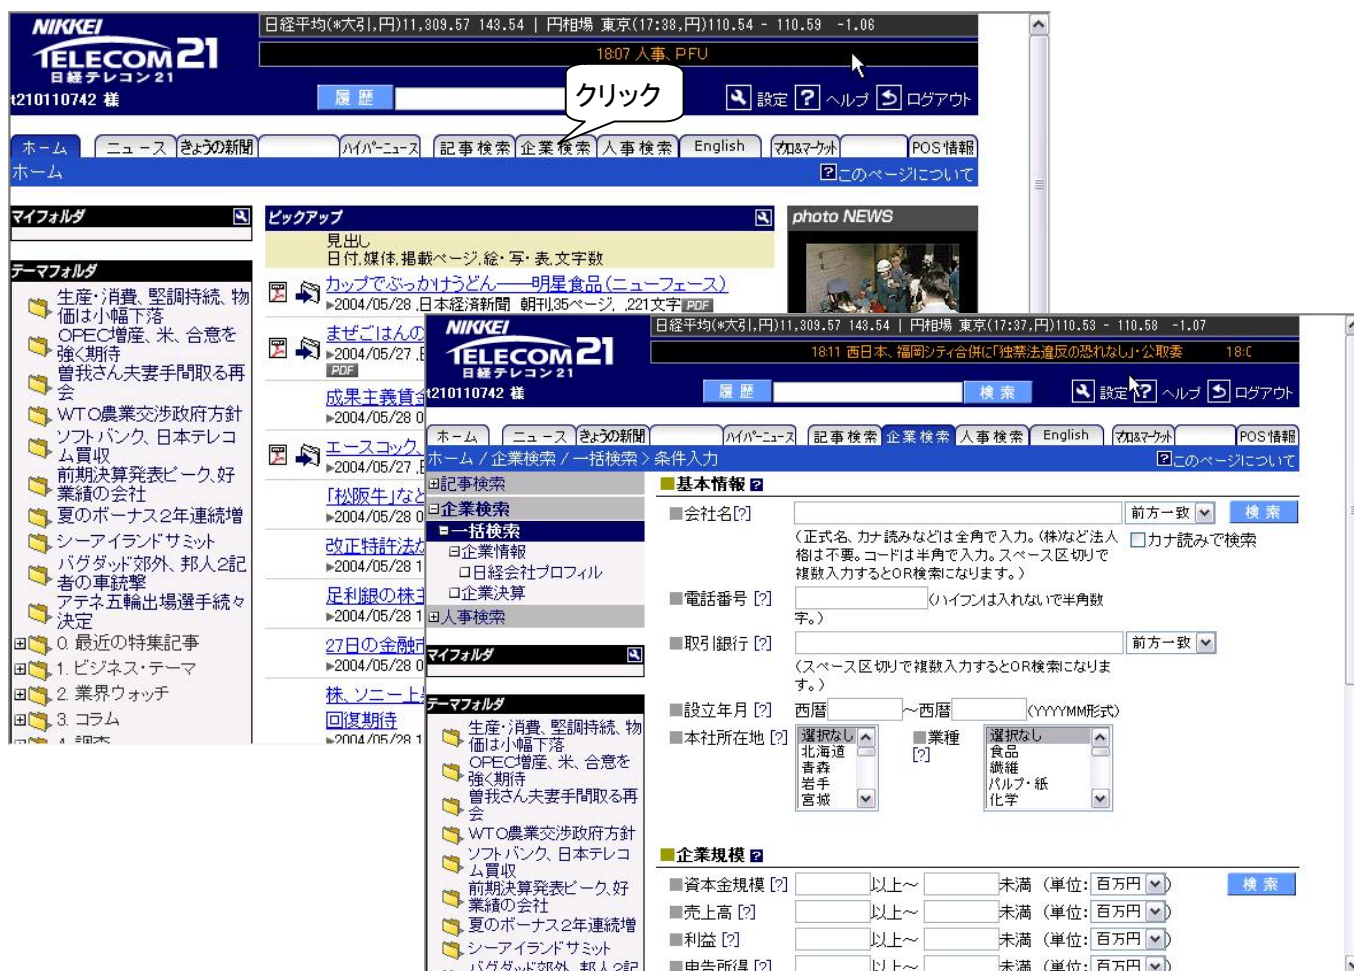 NIKKEI
TELECOM21
日経テレコン21
t210110742 様
日経平均(*大引,円)11,309.57 143.54 | 円相場 東京(17:38,円)110.54 - 110.59 -1.06
18:07 人事、PFU
履 歴
クリック
設定 ? ヘルプ ログアウト
ホーム ニュース きょうの新聞 ハイパーニュース 記事検索 企業検索 人事検索 English マクロ&マーケット POS情報
ホーム
?このページについて
マイフォルダ
テーマフォルダ
生産・消費、堅調持続、物
価は小幅下落
OPEC増産、米、合意を
強く期待
曽我さん夫妻手間取る再
会
WTO農業交渉政府方針
ソフトバンク、日本テレコ
ム買収
前期決算発表ピーク、好
業績の会社
夏のボーナス2年連続増
シーアイランドサミット
バグダッド郊外、邦人2記
者の車銃撃
アテネ五輪出場選手続々
決定
0. 最近の特集記事
1. ビジネス・テーマ
2. 業界ウォッチ
3. コラム
4. 調査
ピックアップ
見出し
日付,媒体,掲載ページ,絵・写・表,文字数
カップでぶっかけうどん――明星食品(ニューフェース)
▶2004/05/28 ,日本経済新聞 朝刊,35ページ, ,221文字 PDF
まぜごはんの
▶2004/05/27 ,
PDF
成果主義賃金
▶2004/05/28 0
エースコック、
▶2004/05/27 ,
「松阪牛」など
▶2004/05/28 0
改正特許法が
▶2004/05/28 1
足利銀の株主
▶2004/05/28 1
27日の金融市
▶2004/05/28 0
株、ソニー上
回復期待
▶2004/05/28 1
photo NEWS
NIKKEI
TELECOM21
日経テレコン21
t210110742 様
日経平均(*大引,円)11,309.57 143.54 | 円相場 東京(17:37,円)110.53 - 110.58 -1.07
18:11 西日本、福岡シティ合併に「独禁法違反の恐れなし」・公取委 18:0
履 歴
検 索
設定 ? ヘルプ ログアウト
ホーム ニュース きょうの新聞 ハイパーニュース 記事検索 企業検索 人事検索 English マクロ&マーケット POS情報
ホーム / 企業検索 / 一括検索 > 条件入力
?このページについて
記事検索
企業検索
一括検索
企業情報
日経会社プロフィル
企業決算
人事検索
マイフォルダ
テーマフォルダ
生産・消費、堅調持続、物
価は小幅下落
OPEC増産、米、合意を
強く期待
曽我さん夫妻手間取る再
会
WTO農業交渉政府方針
ソフトバンク、日本テレコ
ム買収
前期決算発表ピーク、好
業績の会社
夏のボーナス2年連続増
シーアイランドサミット
バグダッド郊外、邦人2記
■基本情報 ?
■会社名[?] 前方一致 検 索
(正式名、カナ読みなどは全角で入力。(株)など法人
格は不要。コードは半角で入力。スペース区切りで
複数入力するとOR検索になります。)
カナ読みで検索
■電話番号 [?] (ハイフンは入れないで半角数
字。)
■取引銀行 [?] 前方一致
(スペース区切りで複数入力するとOR検索になりま
す。)
■設立年月 [?] 西暦 ~西暦 (YYYYMM形式)
■本社所在地 [?]
選択なし
北海道
青森
岩手
宮城
■業種
[?]
選択なし
食品
繊維
パルプ・紙
化学
■企業規模 ?
■資本金規模 [?] 以上~ 未満 (単位: 百万円) 検 索
■売上高 [?] 以上~ 未満 (単位: 百万円)
■利益 [?] 以上~ 未満 (単位: 百万円)
■申告所得 [?] 以上~ 未満 (単位: 百万円)